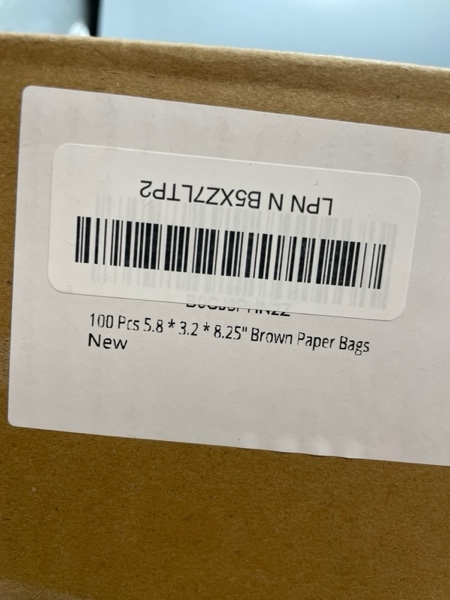 LPN N B5XZ7LTP2
100 Pcs 5.8 * 3.2 * 8.25" Brown Paper Bags
New